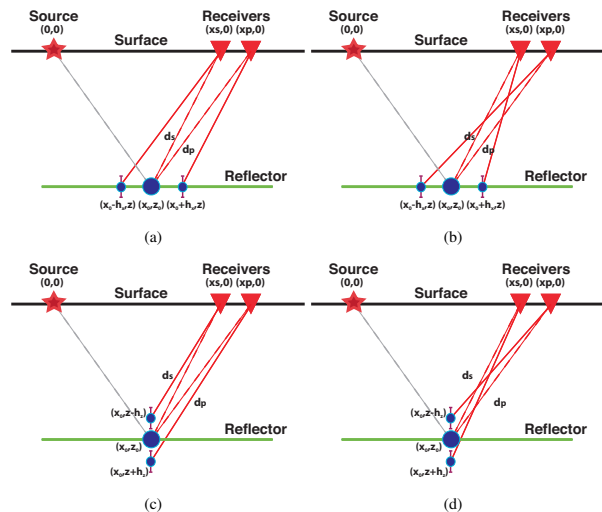 Source
(0,0)
Surface
Receivers
(xs,0) (xp,0)
ds
dp
Reflector
(x₀-hₓ,z) (x₀,z₀) (x₀+hₓ,z)
(a)
Source
(0,0)
Surface
Receivers
(xs,0) (xp,0)
ds
dp
Reflector
(x₀-hₓ,z) (x₀,z₀) (x₀+hₓ,z)
(b)
Source
(0,0)
Surface
Receivers
(xs,0) (xp,0)
ds
dp
(x₀,z-h_z)
Reflector
(x₀,z₀)
(x₀,z+h_z)
(c)
Source
(0,0)
Surface
Receivers
(xs,0) (xp,0)
ds
dp
(x₀,z-h_z)
Reflector
(x₀,z₀)
(x₀,z+h_z)
(d)